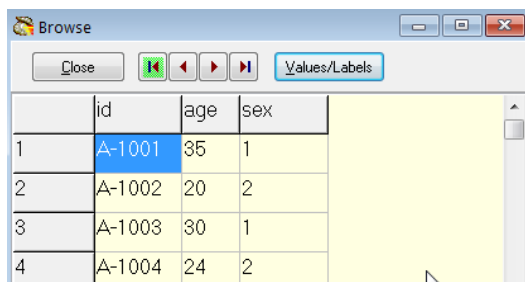 Browse
Close Values/Labels
id age sex
1 A-1001 35 1
2 A-1002 20 2
3 A-1003 30 1
4 A-1004 24 2